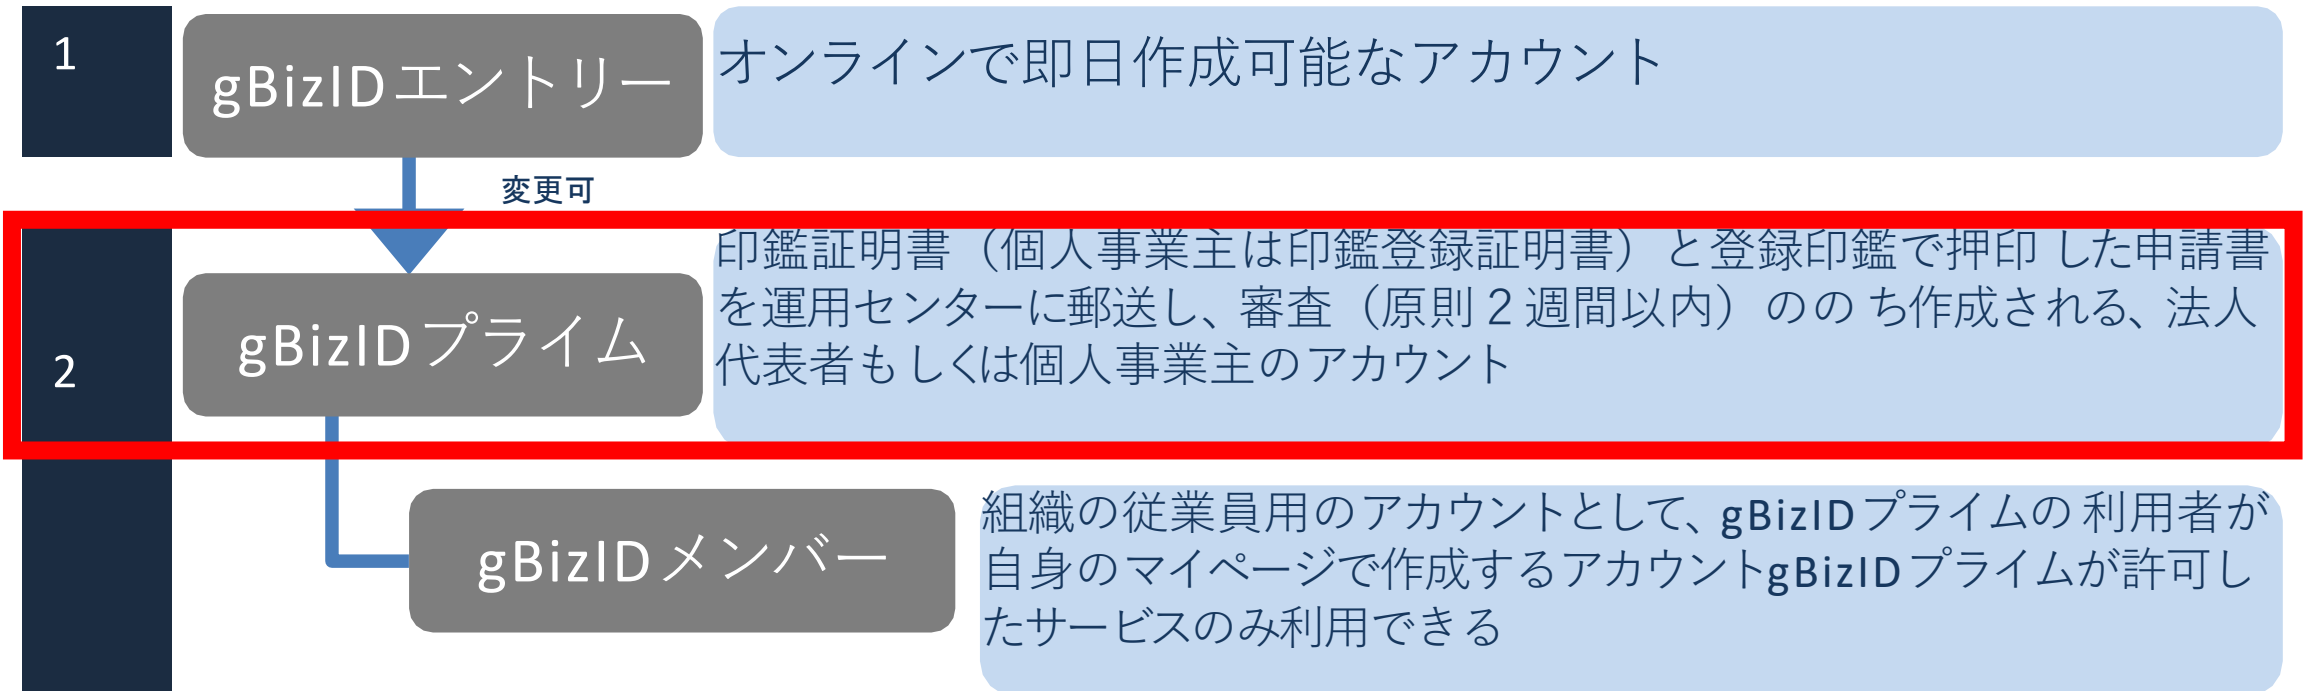 1
gBizIDエントリー
オンラインで即日作成可能なアカウント
変更可
2
gBizIDプライム
印鑑証明書（個人事業主は印鑑登録証明書）と登録印鑑で押印した申請書
を運用センターに郵送し、審査（原則２週間以内）ののち作成される、法人
代表者もしくは個人事業主のアカウント
gBizIDメンバー
組織の従業員用のアカウントとして、gBizIDプライムの利用者が
自身のマイページで作成するアカウントgBizIDプライムが許可し
たサービスのみ利用できる